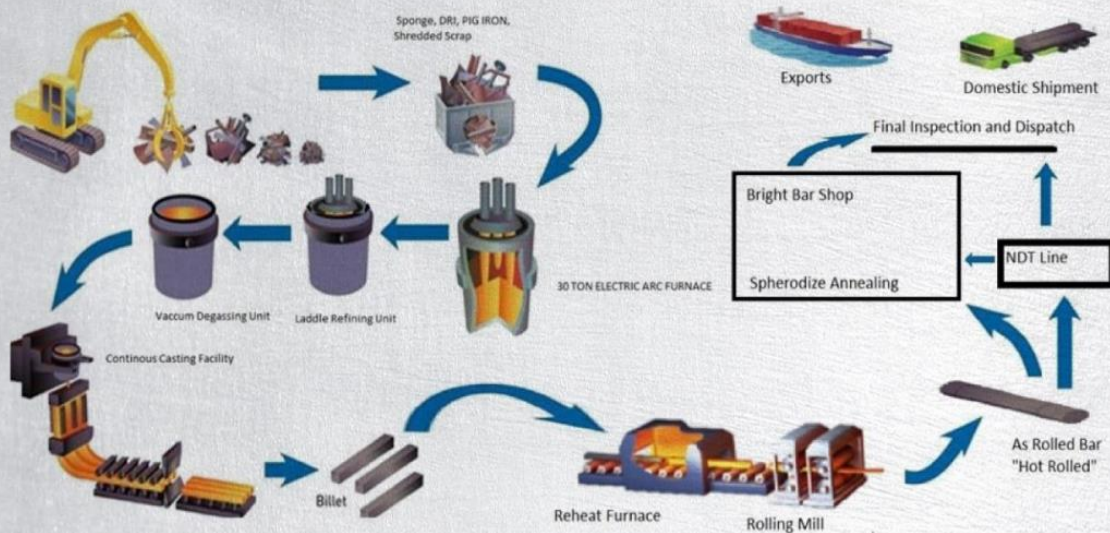 Sponge, DRI, PIG IRON,
Shredded Scrap
Exports
Domestic Shipment
Final Inspection and Dispatch
Bright Bar Shop
NDT Line
Spherodize Annealing
30 TON ELECTRIC ARC FURNACE
Laddle Refining Unit
Vaccum Degassing Unit
Continous Casting Facility
Billet
Reheat Furnace
Rolling Mill
As Rolled Bar
"Hot Rolled"